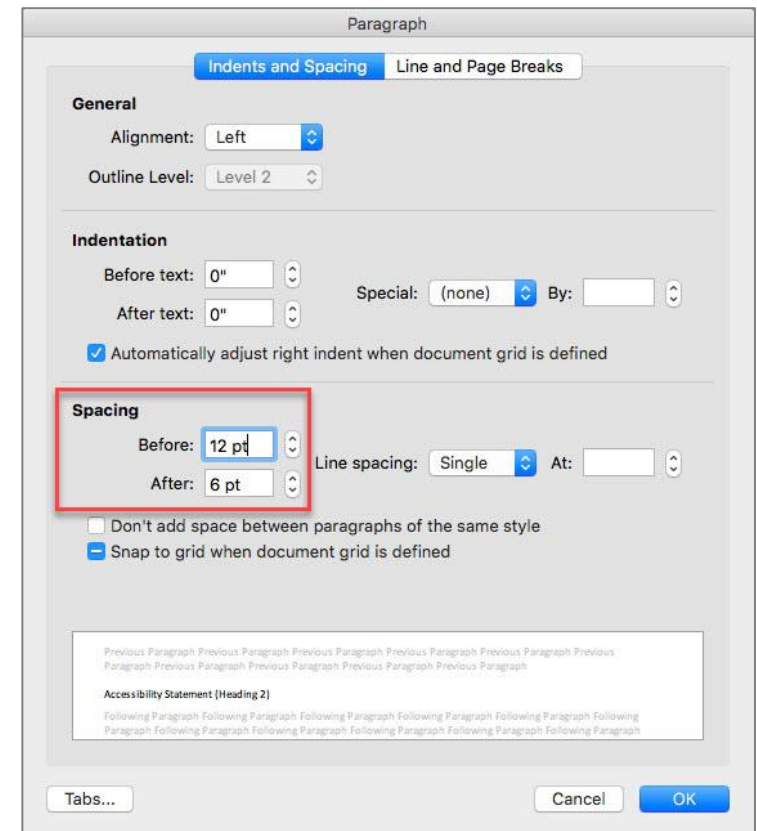 Paragraph
Indents and Spacing Line and Page Breaks
General
Alignment: Left
Outline Level: Level 2
Indentation
Before text: 0"
Special: (none) By:
After text: 0"
Automatically adjust right indent when document grid is defined
Spacing
Before: 12 pt
Line spacing: Single At:
After: 6 pt
Don't add space between paragraphs of the same style
Snap to grid when document grid is defined
Previous Paragraph Previous Paragraph Previous Paragraph Previous Paragraph Previous Paragraph Previous
Paragraph Previous Paragraph Previous Paragraph Previous Paragraph Previous Paragraph
Accessibility Statement (Heading 2)
Following Paragraph Following Paragraph Following Paragraph Following Paragraph Following Paragraph Following
Paragraph Following Paragraph Following Paragraph Following Paragraph Following Paragraph Following Paragraph
Tabs... Cancel OK